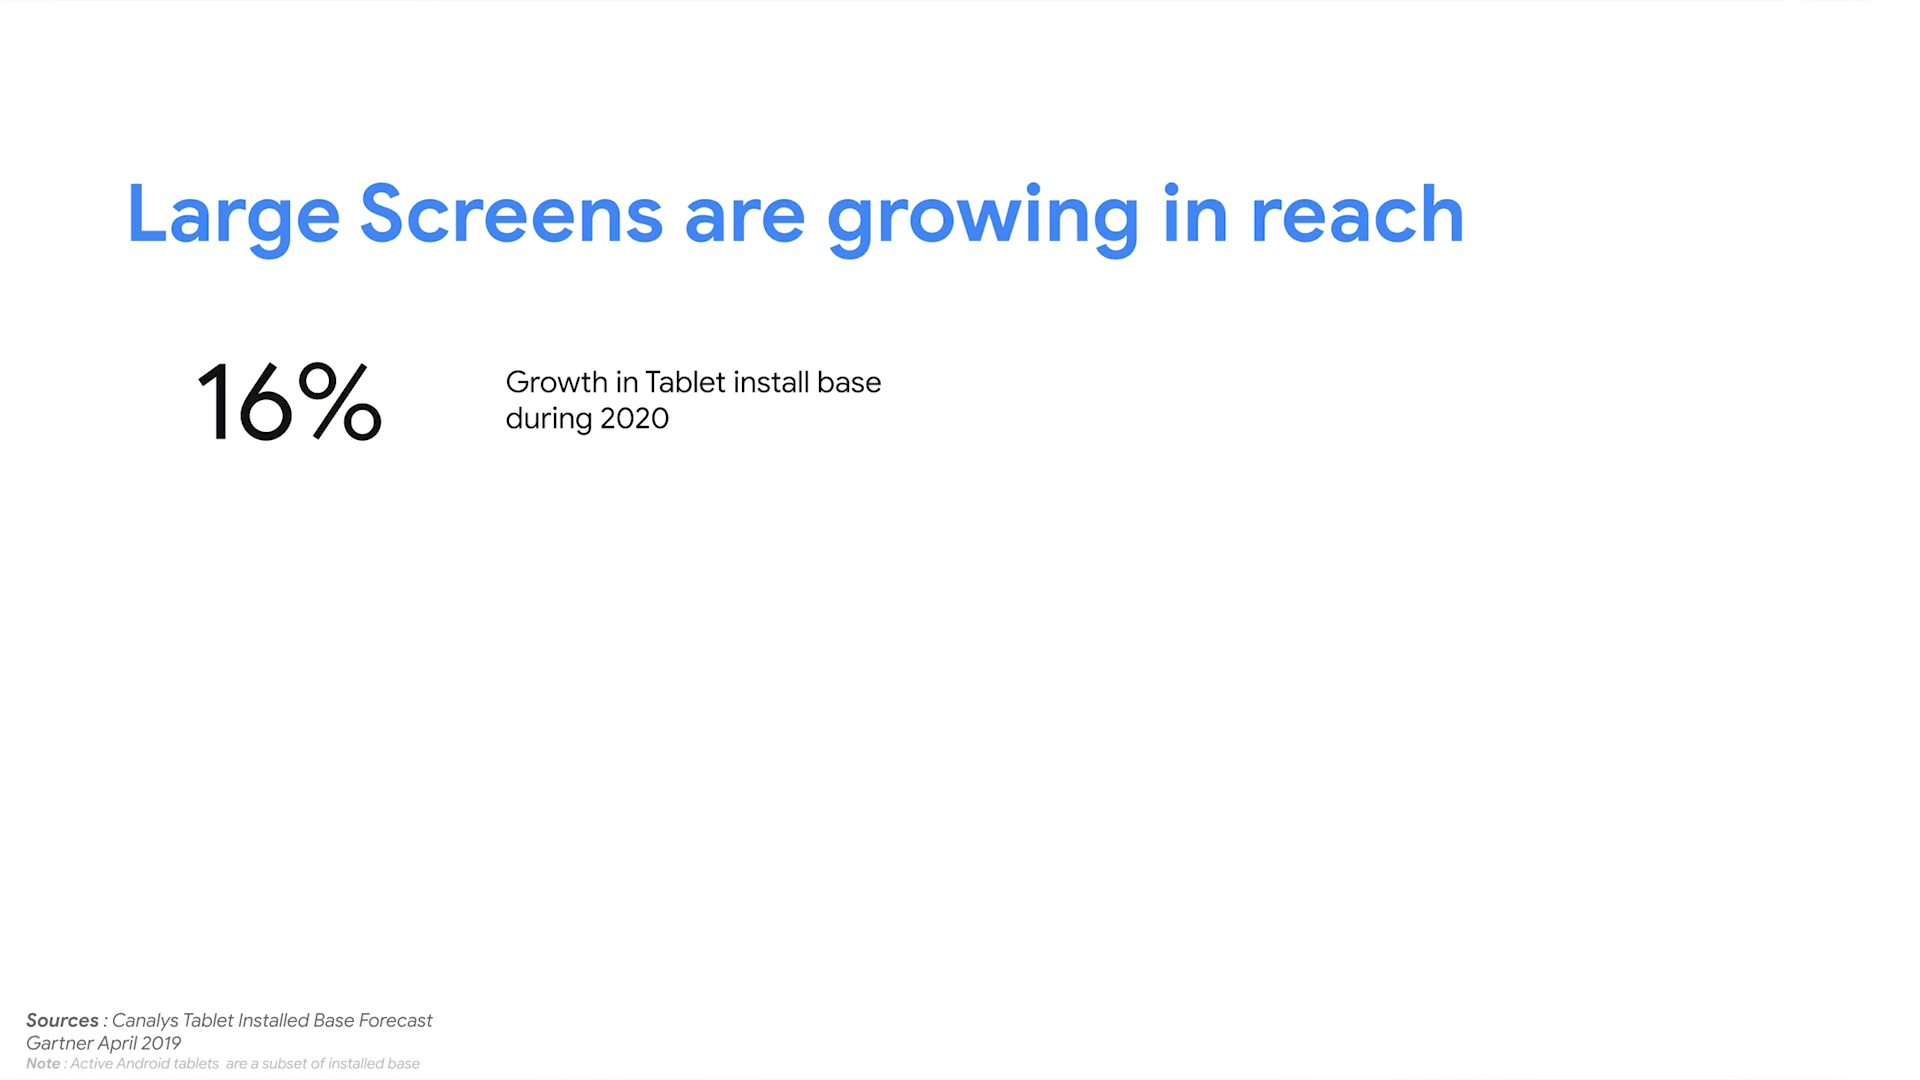 Large Screens are growing in reach
16%
Growth in Tablet install base
during 2020
Sources : Canalys Tablet Installed Base Forecast
Gartner April 2019
Note : Active Android tablets are a subset of installed base